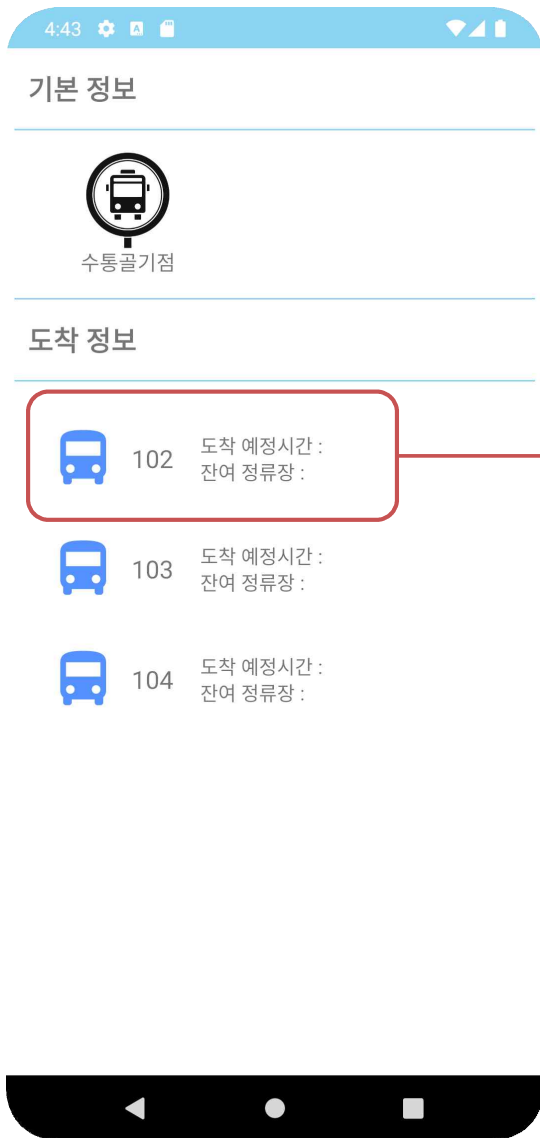 4:43
기본 정보
수통골기점
도착 정보
102
도착 예정시간 :
잔여 정류장 :
103
도착 예정시간 :
잔여 정류장 :
104
도착 예정시간 :
잔여 정류장 :